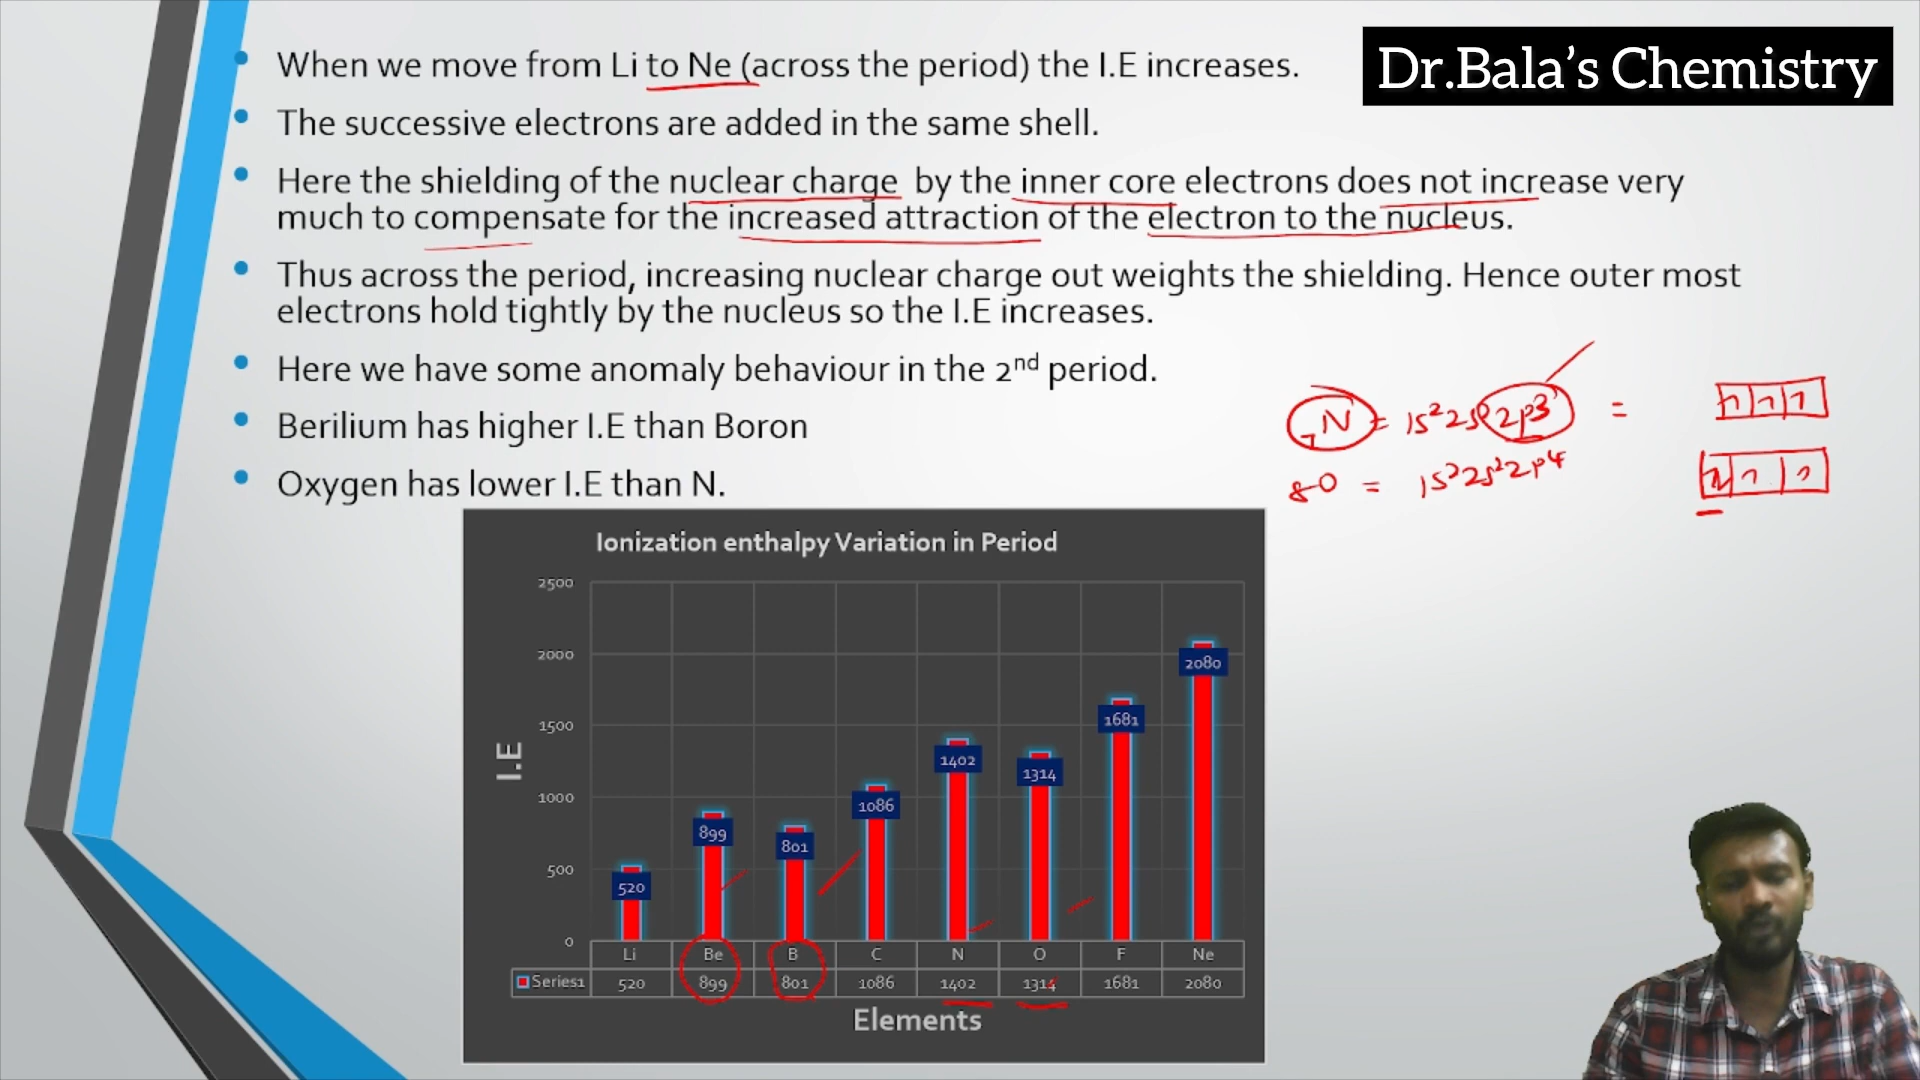 Dr.Bala’s Chemistry
When we move from Li to Ne (across the period) the I.E increases.
The successive electrons are added in the same shell.
Here the shielding of the nuclear charge by the inner core electrons does not increase very
much to compensate for the increased attraction of the electron to the nucleus.
Thus across the period, increasing nuclear charge out weights the shielding. Hence outer most
electrons hold tightly by the nucleus so the I.E increases.
Here we have some anomaly behaviour in the 2nd period.
Berilium has higher I.E than Boron
Oxygen has lower I.E than N.
7N = 1s²2s²2p3 =
8O = 1s²2s²2p4
Ionization enthalpy Variation in Period
2500
2000
1500
1000
500
0
I.E
520
899
801
1086
1402
1314
1681
2080
Li Be B C N O F Ne
Series1 520 899 801 1086 1402 1314 1681 2080
Elements